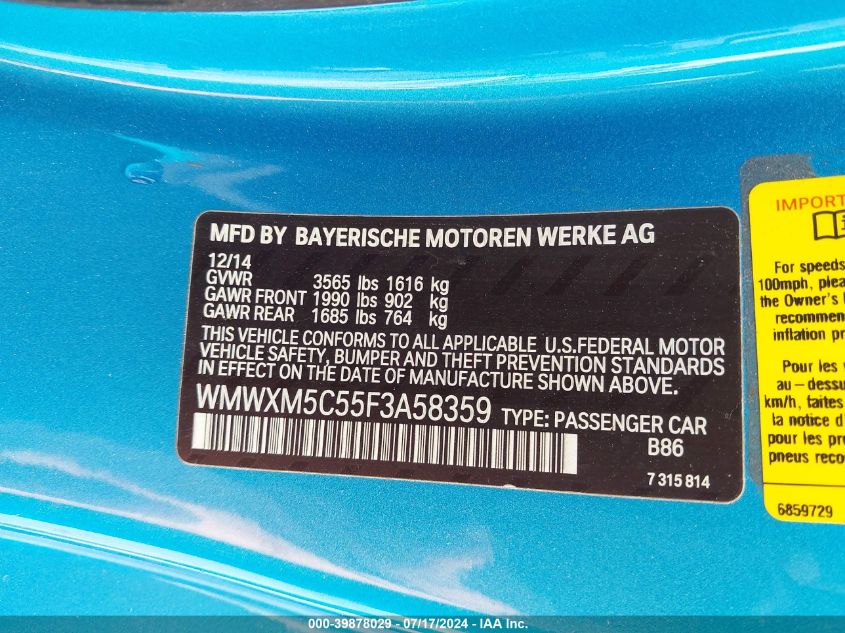 MFD BY BAYERISCHE MOTOREN WERKE AG
12/14
GVWR 3565 lbs 1616 kg
GAWR FRONT 1990 lbs 902 kg
GAWR REAR 1685 lbs 764 kg
THIS VEHICLE CONFORMS TO ALL APPLICABLE U.S.FEDERAL MOTOR
VEHICLE SAFETY, BUMPER AND THEFT PREVENTION STANDARDS
IN EFFECT ON THE DATE OF MANUFACTURE SHOWN ABOVE.
WMWXM5C55F3A58359 TYPE: PASSENGER CAR
B86
7 315 814
IMPORT
For speeds
100mph, plea
the Owner's
recommen
inflation pr
Pour les
au-dessu
km/h, faites
la notice d
pour les pre
pneus reco
6859729
000-39878029 - 07/17/2024 - IAA Inc.